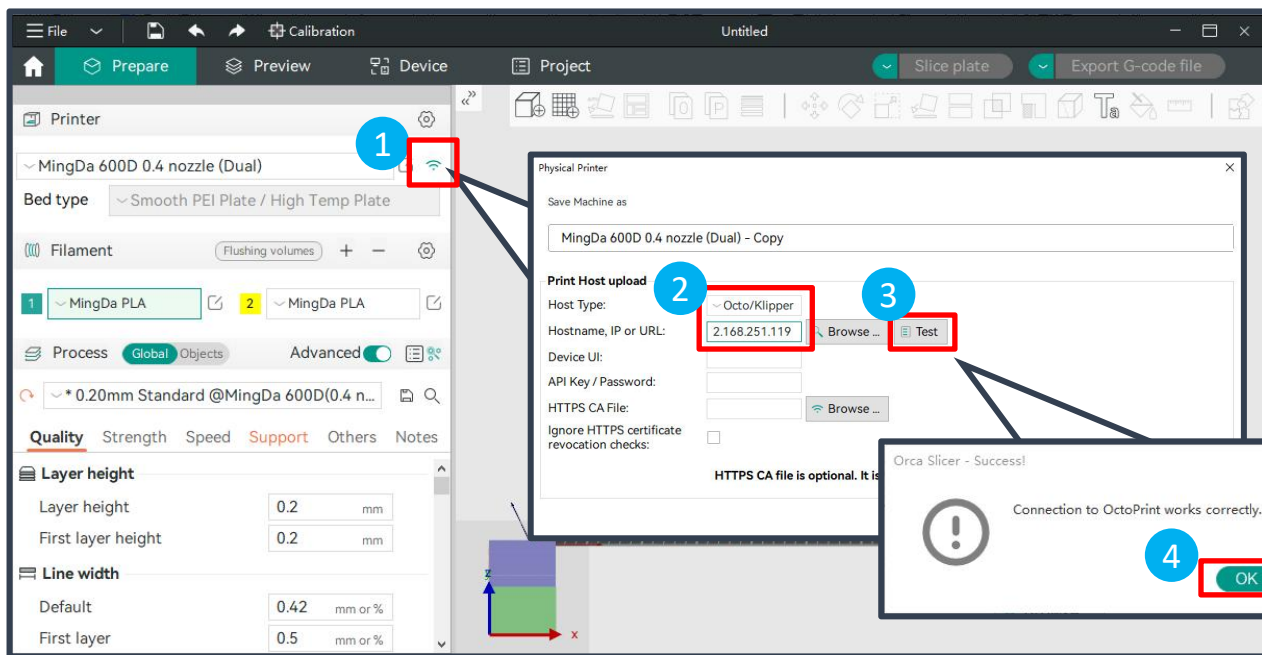 File
Calibration
Untitled
Prepare
Preview
Device
Project
Slice plate
Export G-code file
Printer
1
MingDa 600D 0.4 nozzle (Dual)
Bed type
Smooth PEI Plate / High Temp Plate
Filament
Flushing volumes
1 MingDa PLA
2 MingDa PLA
Process Global Objects Advanced
* 0.20mm Standard @MingDa 600D(0.4 n...
Quality Strength Speed Support Others Notes
Layer height
Layer height 0.2 mm
First layer height 0.2 mm
Line width
Default 0.42 mm or %
First layer 0.5 mm or %
Physical Printer
Save Machine as
MingDa 600D 0.4 nozzle (Dual) - Copy
Print Host upload
2
3
Host Type: Octo/Klipper
Hostname, IP or URL: 2.168.251.119 Browse ... Test
Device UI:
API Key / Password:
HTTPS CA File: Browse ...
Ignore HTTPS certificate
revocation checks:
HTTPS CA file is optional. It is
Orca Slicer - Success!
Connection to OctoPrint works correctly.
4
OK
z
x